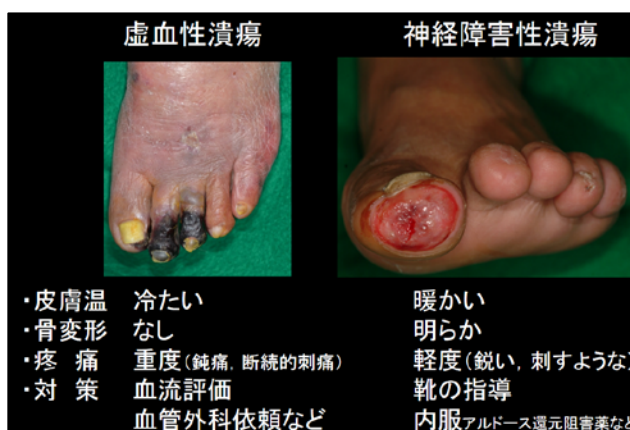 虚血性潰瘍 神経障害性潰瘍
・皮膚温 冷たい 暖かい
・骨変形 なし 明らか
・疼 痛 重度(鈍痛, 断続的刺痛) 軽度(鋭い, 刺すような)
・対 策 血流評価 靴の指導
血管外科依頼など 内服アルドース還元阻害薬など